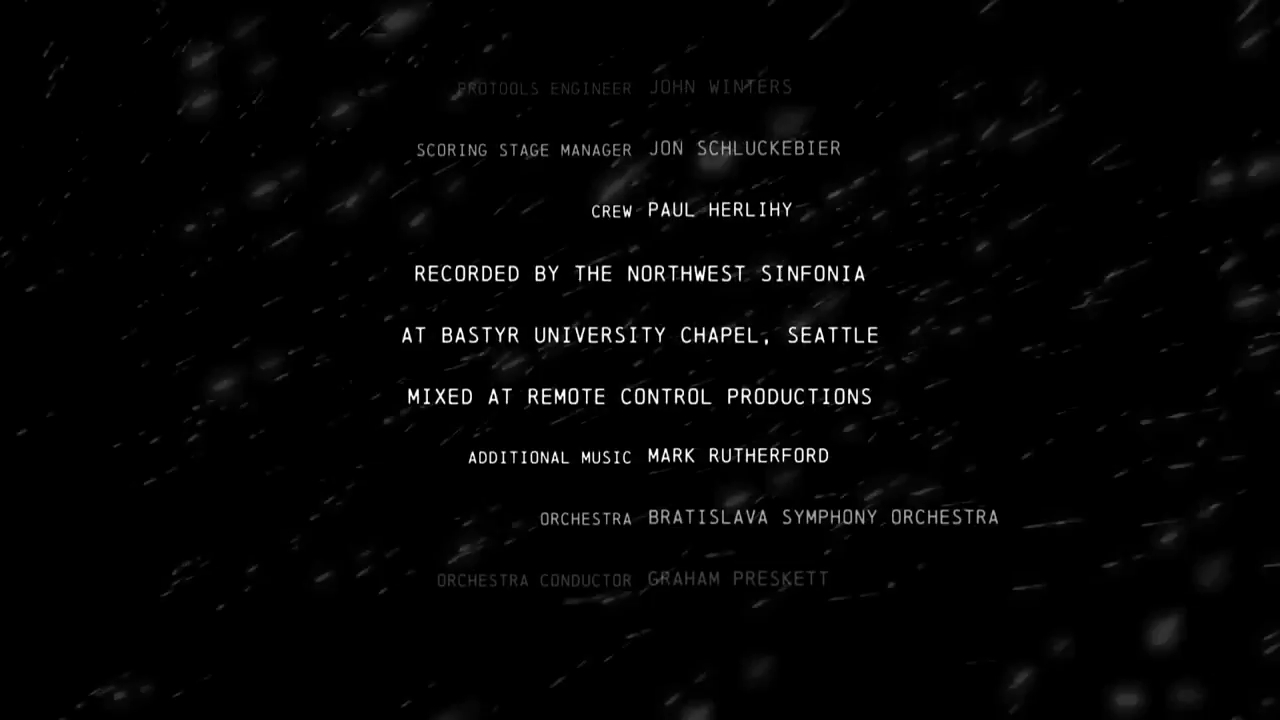 PROTOOLS ENGINEER JOHN WINTERS
SCORING STAGE MANAGER JON SCHLUCKEBIER
CREW PAUL HERLIHY
RECORDED BY THE NORTHWEST SINFONIA
AT BASTYR UNIVERSITY CHAPEL, SEATTLE
MIXED AT REMOTE CONTROL PRODUCTIONS
ADDITIONAL MUSIC MARK RUTHERFORD
ORCHESTRA BRATISLAVA SYMPHONY ORCHESTRA
ORCHESTRA CONDUCTOR GRAHAM PRESKETT